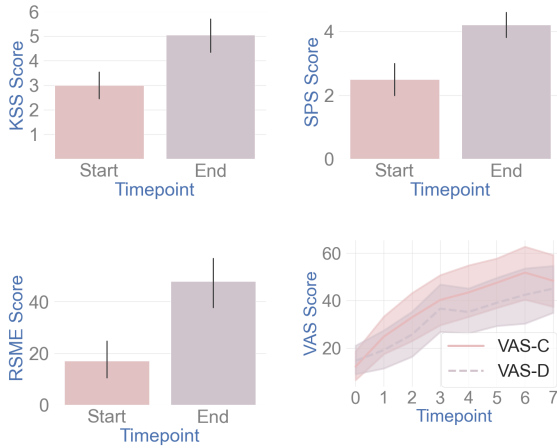 6
5
4
3
2
1
KSS Score
Start End
Timepoint
4
2
0
SPS Score
Start End
Timepoint
40
20
0
RSME Score
Start End
Timepoint
60
40
20
VAS Score
VAS-C
VAS-D
0 1 2 3 4 5 6 7
Timepoint